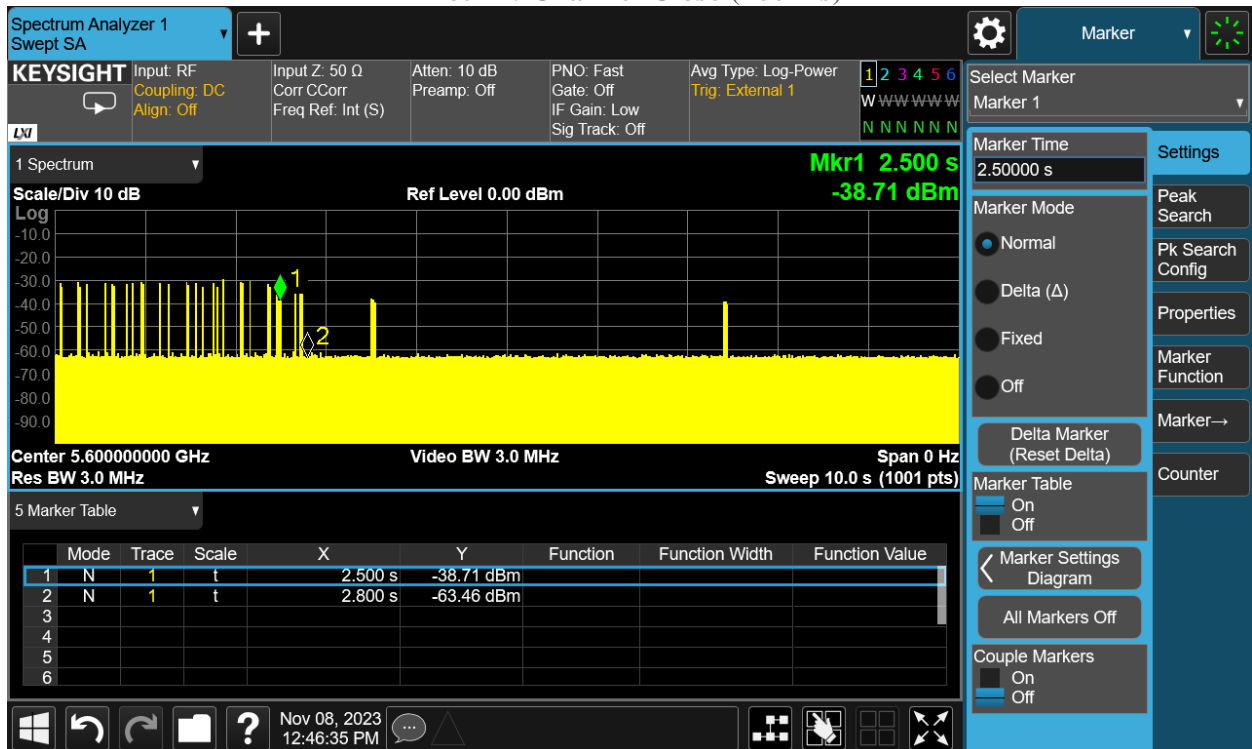 Spectrum Analyzer 1
Swept SA
Marker
KEYSIGHT
Input: RF
Coupling: DC
Align: Off
Input Z: 50 Ω
Corr CCorr
Freq Ref: Int (S)
Atten: 10 dB
Preamp: Off
PNO: Fast
Gate: Off
IF Gain: Low
Sig Track: Off
Avg Type: Log-Power
Trig: External 1
1 2 3 4 5 6
W W W W W W
N N N N N N
LXI
Select Marker
Marker 1
1 Spectrum
Mkr1 2.500 s
-38.71 dBm
Scale/Div 10 dB
Ref Level 0.00 dBm
Log
-10.0
-20.0
-30.0
-40.0
-50.0
-60.0
-70.0
-80.0
-90.0
1
2
Center 5.600000000 GHz
Video BW 3.0 MHz
Span 0 Hz
Res BW 3.0 MHz
Sweep 10.0 s (1001 pts)
5 Marker Table
Mode Trace Scale X Y Function Function Width Function Value
1 N 1 t 2.500 s -38.71 dBm
2 N 1 t 2.800 s -63.46 dBm
3
4
5
6
Marker Time
2.50000 s
Marker Mode
Normal
Delta (Δ)
Fixed
Off
Delta Marker
(Reset Delta)
Marker Table
On
Off
Marker Settings
Diagram
All Markers Off
Couple Markers
On
Off
Settings
Peak
Search
Pk Search
Config
Properties
Marker
Function
Marker→
Counter
?
Nov 08, 2023
12:46:35 PM